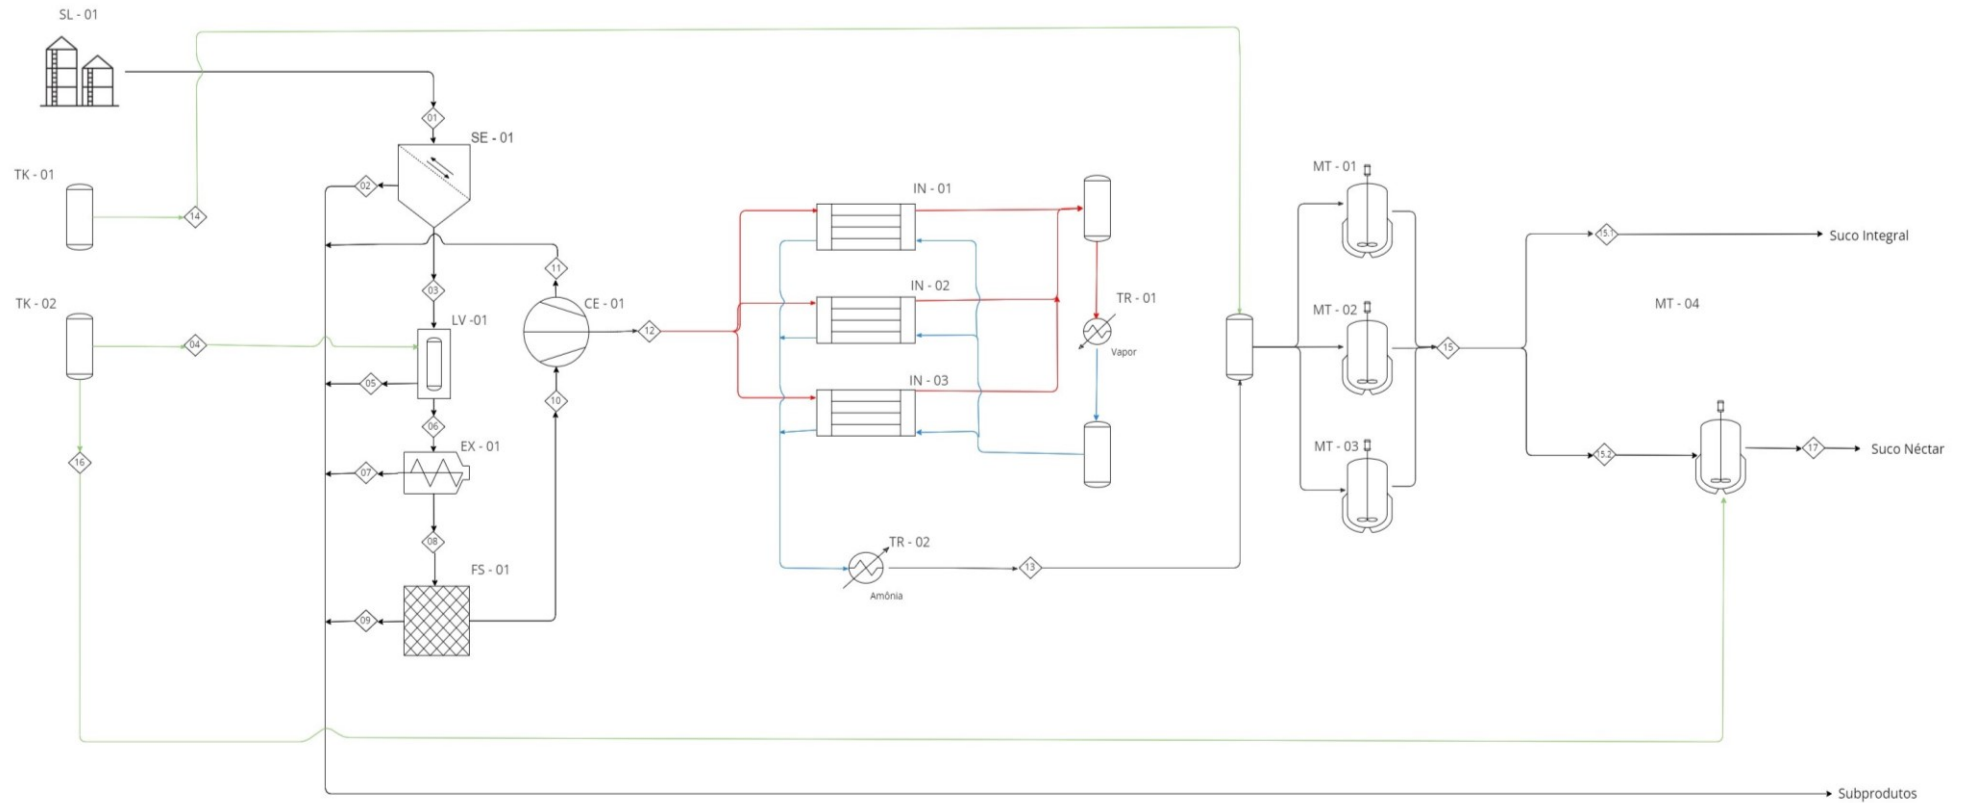 SL - 01
01
SE - 01
TK - 01
14
02
11
03
TK - 02
04
LV -01
05
06
EX - 01
07
16
08
FS - 01
09
CE - 01
10
12
IN - 01
IN - 02
IN - 03
TR - 01
Vapor
TR - 02
Amônia
13
MT - 01
MT - 02
MT - 03
15
15.1
Suco Integral
MT - 04
15.2
17
Suco Néctar
Subprodutos